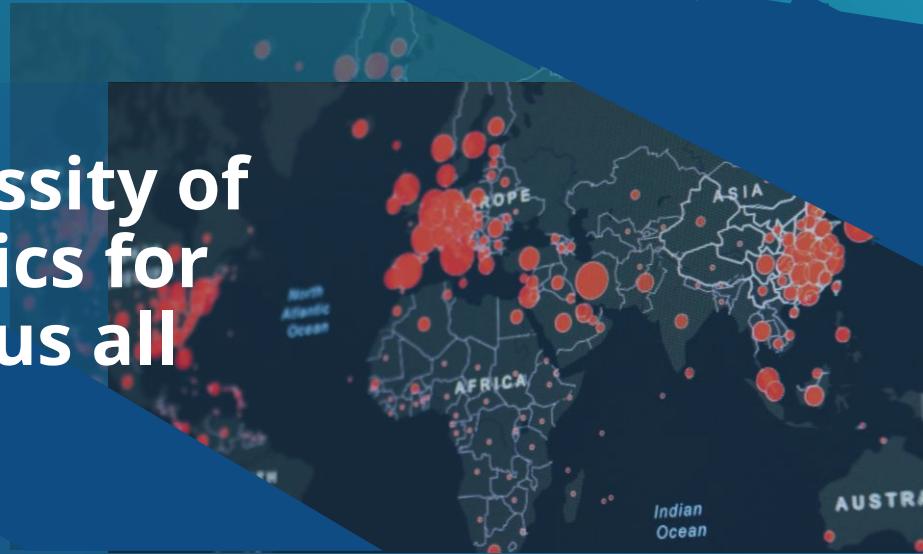 ssity of
ics for
us all
ASIA
ROPE
North
Atlantic
Ocean
AFRICA
Indian
Ocean
AUSTRA